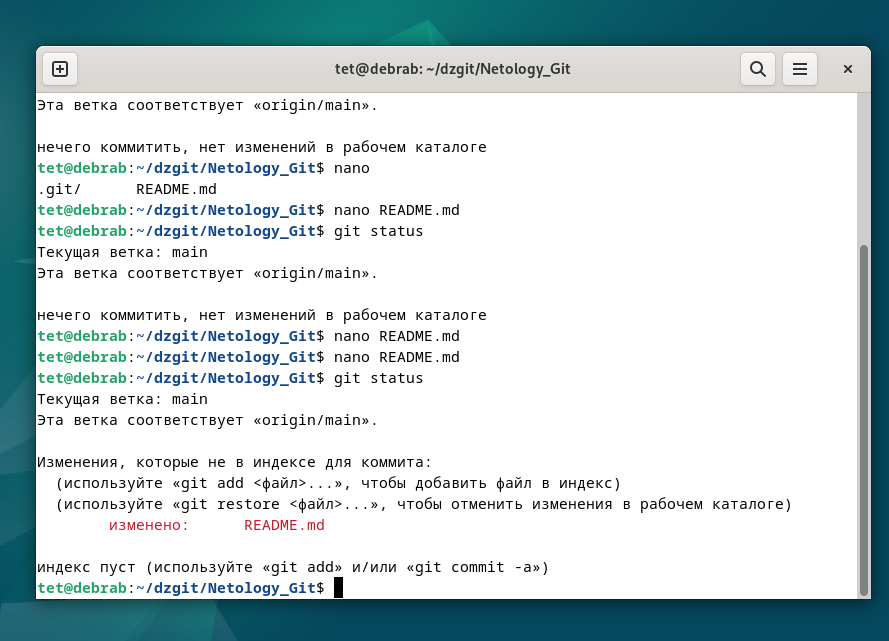 tet@debrab: ~/dzgit/Netology_Git
Эта ветка соответствует «origin/main».
нечего коммитить, нет изменений в рабочем каталоге
tet@debrab:~/dzgit/Netology_Git$ nano
.git/      README.md
tet@debrab:~/dzgit/Netology_Git$ nano README.md
tet@debrab:~/dzgit/Netology_Git$ git status
Текущая ветка: main
Эта ветка соответствует «origin/main».
нечего коммитить, нет изменений в рабочем каталоге
tet@debrab:~/dzgit/Netology_Git$ nano README.md
tet@debrab:~/dzgit/Netology_Git$ nano README.md
tet@debrab:~/dzgit/Netology_Git$ git status
Текущая ветка: main
Эта ветка соответствует «origin/main».
Изменения, которые не в индексе для коммита:
  (используйте «git add <файл>...», чтобы добавить файл в индекс)
  (используйте «git restore <файл>...», чтобы отменить изменения в рабочем каталоге)
        изменено:      README.md
индекс пуст (используйте «git add» и/или «git commit -a»)
tet@debrab:~/dzgit/Netology_Git$